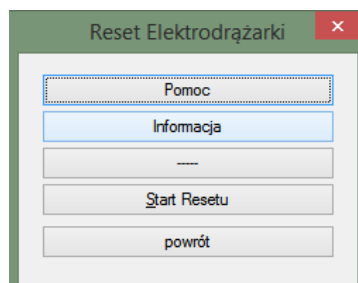 Reset Elektrodrążarki
Pomoc
Informacja
-----
Start Resetu
powrót